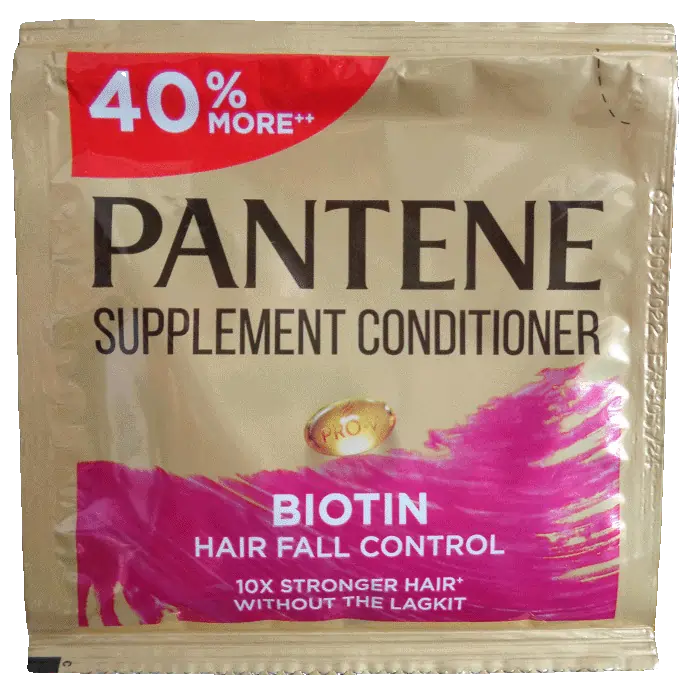 40%
MORE++
PANTENE
SUPPLEMENT CONDITIONER
PRO-V
BIOTIN
HAIR FALL CONTROL
10X STRONGER HAIR+
WITHOUT THE LAGKIT